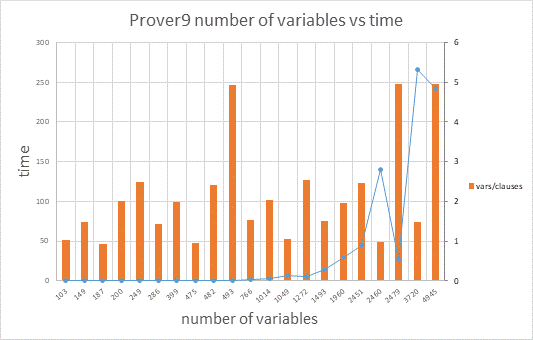 Prover9 number of variables vs time
300
250
200
150
100
50
0
time
6
5
4
3
2
1
0
vars/clauses
103 149 187 200 249 286 399 475 482 493 766 1014 1049 1272 1493 1960 2451 2460 2479 3720 4945
number of variables